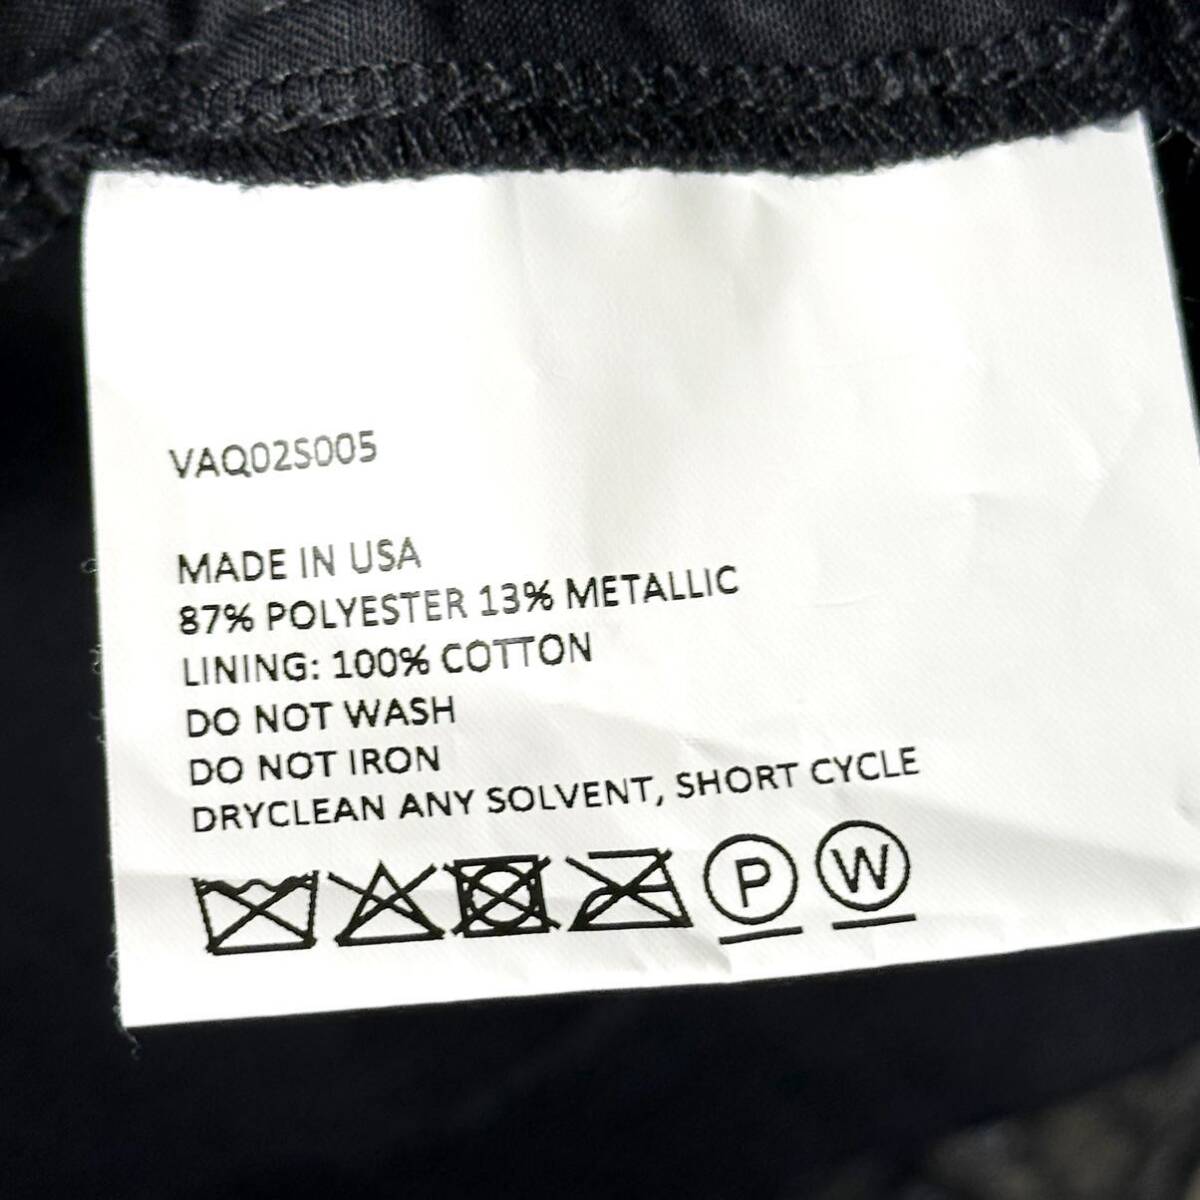 VAQ02S005
MADE IN USA
87% POLYESTER 13% METALLIC
LINING: 100% COTTON
DO NOT WASH
DO NOT IRON
DRYCLEAN ANY SOLVENT, SHORT CYCLE
P W